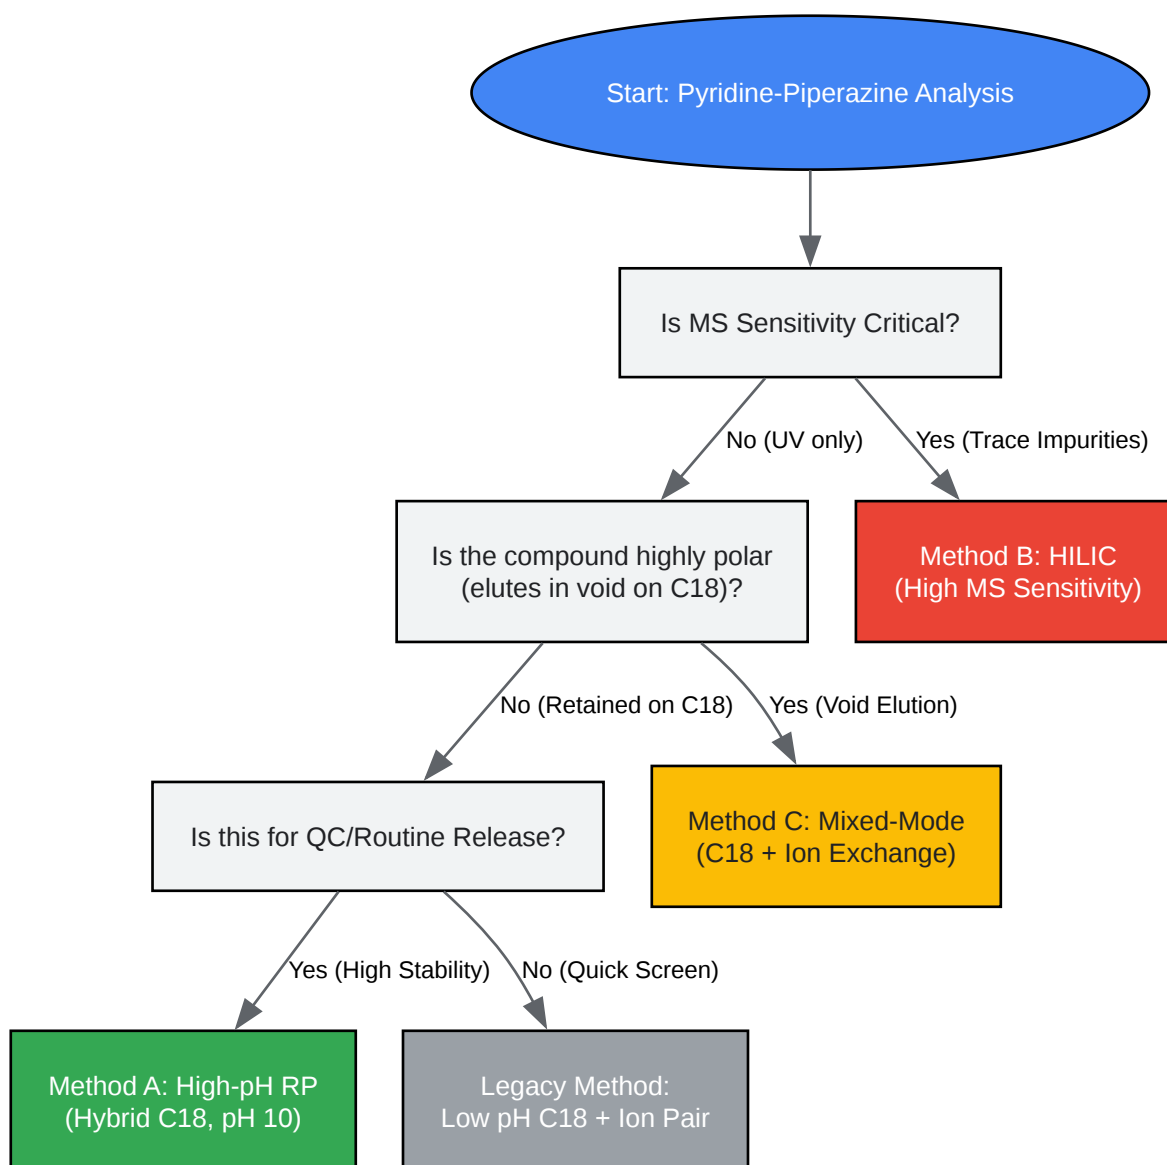 Start: Pyridine-Piperazine Analysis
Is MS Sensitivity Critical?
No (UV only)
Yes (Trace Impurities)
Is the compound highly polar
(elutes in void on C18)?
Method B: HILIC
(High MS Sensitivity)
No (Retained on C18)
Yes (Void Elution)
Is this for QC/Routine Release?
Method C: Mixed-Mode
(C18 + Ion Exchange)
Yes (High Stability)
No (Quick Screen)
Method A: High-pH RP
(Hybrid C18, pH 10)
Legacy Method:
Low pH C18 + Ion Pair